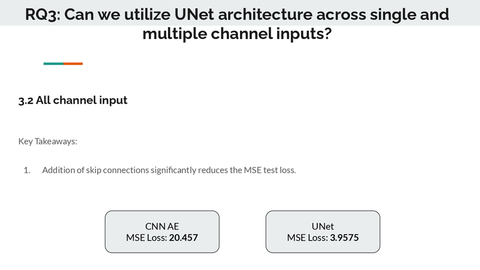 RQ3: Can we utilize UNet architecture across single and
multiple channel inputs?
3.2 All channel input
Key Takeaways:
1. Addition of skip connections significantly reduces the MSE test loss.
CNN AE
MSE Loss: 20.457
UNet
MSE Loss: 3.9575